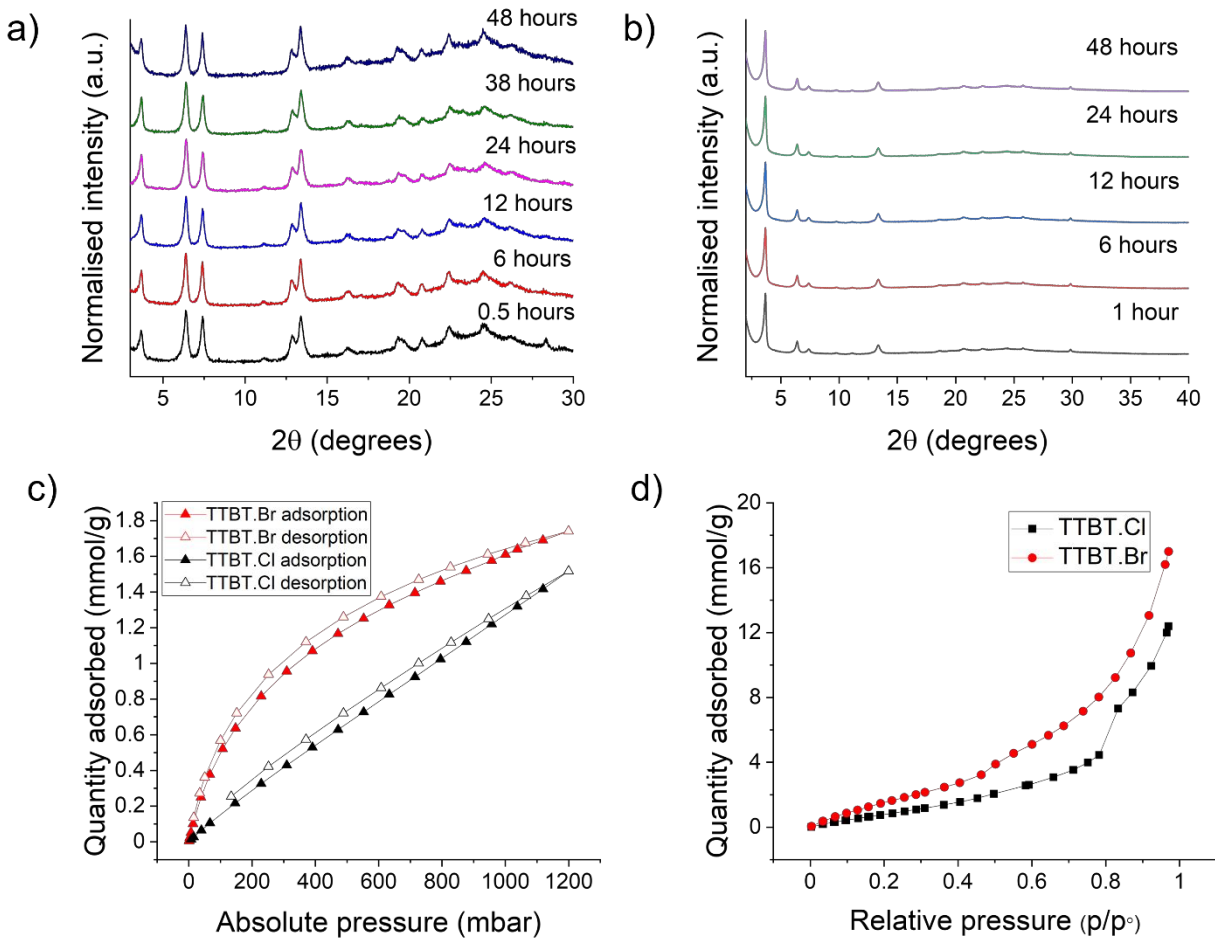 a)
Normalised intensity (a.u.)
48 hours
38 hours
24 hours
12 hours
6 hours
0.5 hours
5 10 15 20 25 30
2θ (degrees)
b)
Normalised intensity (a.u.)
48 hours
24 hours
12 hours
6 hours
1 hour
5 10 15 20 25 30 35 40
2θ (degrees)
c)
Quantity adsorbed (mmol/g)
TTBT.Br adsorption
TTBT.Br desorption
TTBT.Cl adsorption
TTBT.Cl desorption
1.8
1.6
1.4
1.2
1
0.8
0.6
0.4
0.2
0
0 200 400 600 800 1000 1200
Absolute pressure (mbar)
d)
Quantity adsorbed (mmol/g)
TTBT.Cl
TTBT.Br
20
16
12
8
4
0
0 0.2 0.4 0.6 0.8 1
Relative pressure (p/p°)